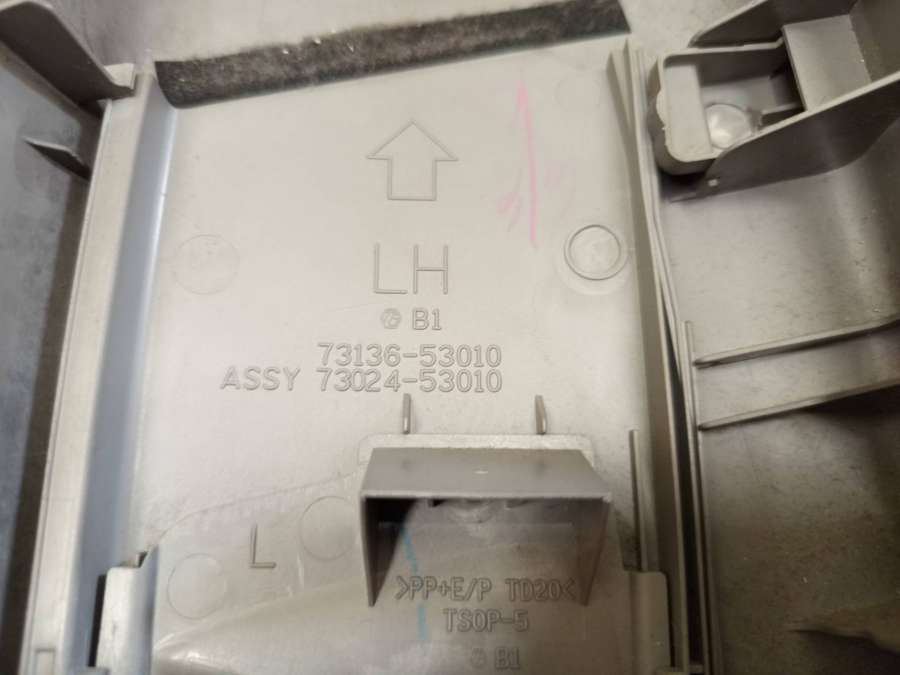 LH
B1
73136-53010
ASSY 73024-53010
L
>PP+E/P TD20<
TSOP-5
B1